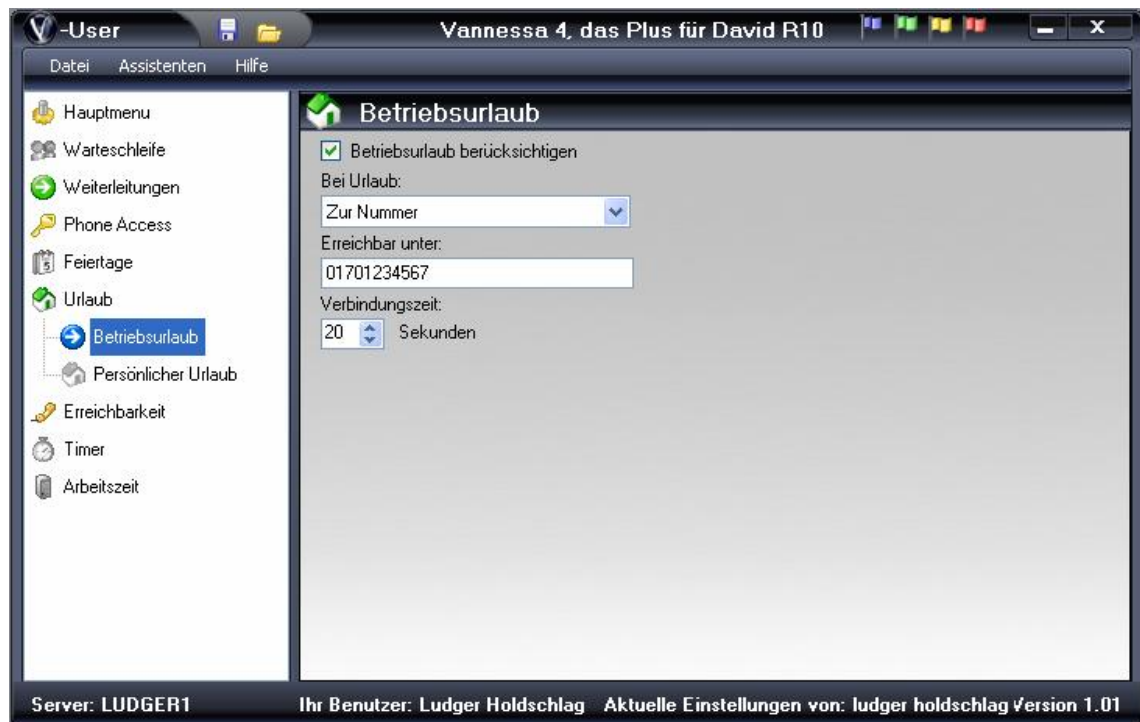 V-User
Vannessa 4, das Plus für David R10
X
Datei Assistenten Hilfe
Hauptmenu
Warteschleife
Weiterleitungen
Phone Access
Feiertage
Urlaub
Betriebsurlaub
Persönlicher Urlaub
Erreichbarkeit
Timer
Arbeitszeit
Betriebsurlaub
Betriebsurlaub berücksichtigen
Bei Urlaub:
Zur Nummer
Erreichbar unter:
01701234567
Verbindungszeit:
20 Sekunden
Server: LUDGER1
Ihr Benutzer: Ludger Holdschlag
Aktuelle Einstellungen von: ludger holdschlag
Version 1.01